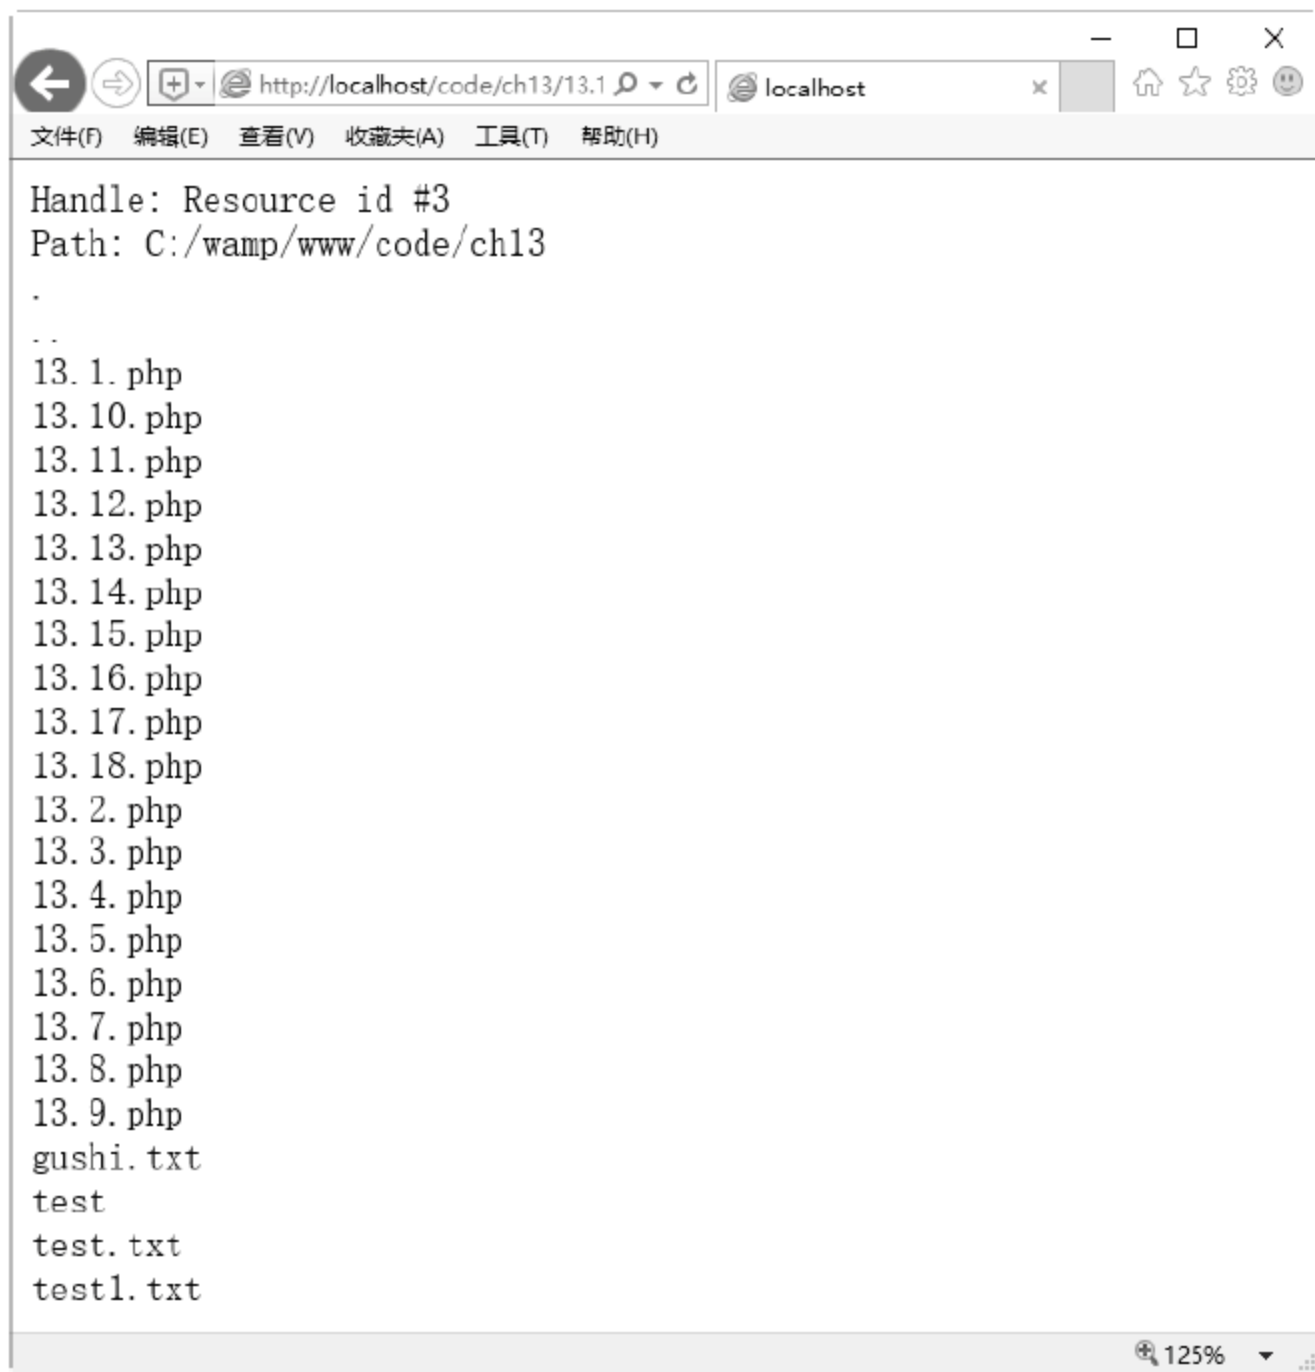 http://localhost/code/ch13/13.1
localhost
文件(F) 编辑(E) 查看(V) 收藏夹(A) 工具(T) 帮助(H)
Handle: Resource id #3
Path: C:/wamp/www/code/ch13
.
..
13.1.php
13.10.php
13.11.php
13.12.php
13.13.php
13.14.php
13.15.php
13.16.php
13.17.php
13.18.php
13.2.php
13.3.php
13.4.php
13.5.php
13.6.php
13.7.php
13.8.php
13.9.php
gushi.txt
test
test.txt
test1.txt
125%